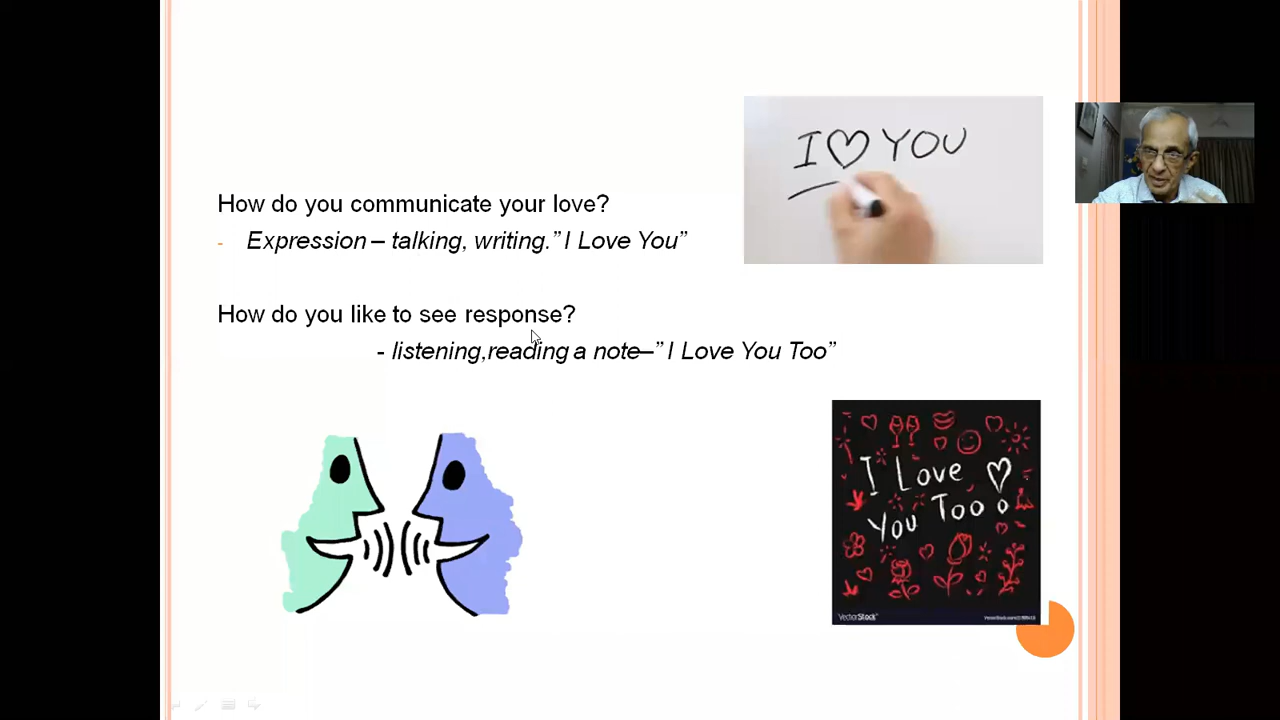 I♡YOU
How do you communicate your love?
- Expression – talking, writing.” I Love You”
How do you like to see response?
- listening,reading a note–” I Love You Too”
I Love ♡
You Too o
VectorStock